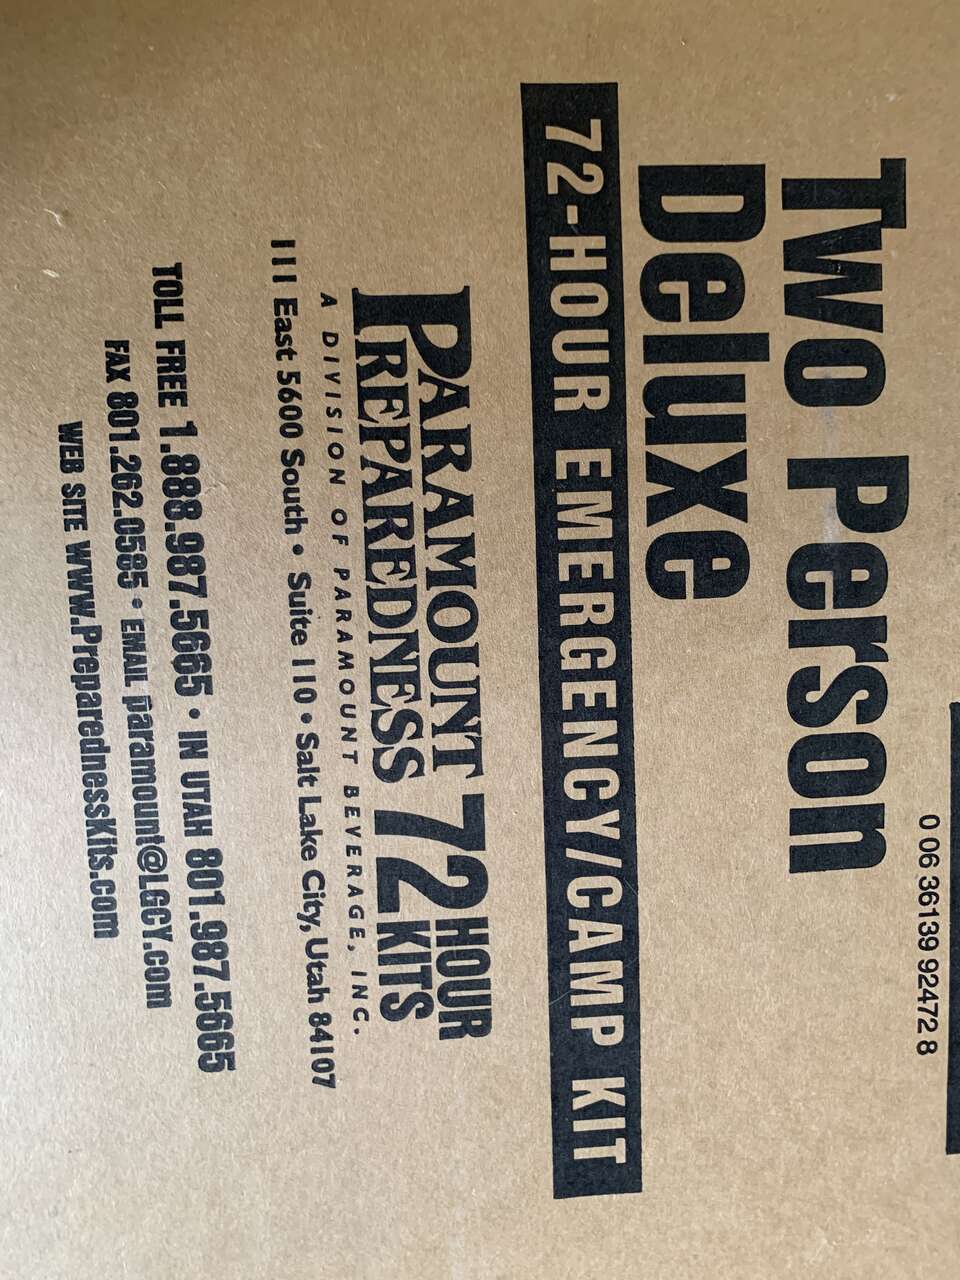 0 06 36139 92472 8
Two Person
Deluxe
72-HOUR EMERGENCY/CAMP KIT
PARAMOUNT
PREPAREDNESS 72 HOUR KITS
A DIVISION OF PARAMOUNT BEVERAGE, INC.
111 East 5600 South • Suite 110 • Salt Lake City, Utah 84107
TOLL FREE 1.888.987.5665 • IN UTAH 801.987.5665
FAX 801.262.0585 • EMAIL paramount@LGCY.com
WEB SITE WWW.PreparednessKits.com